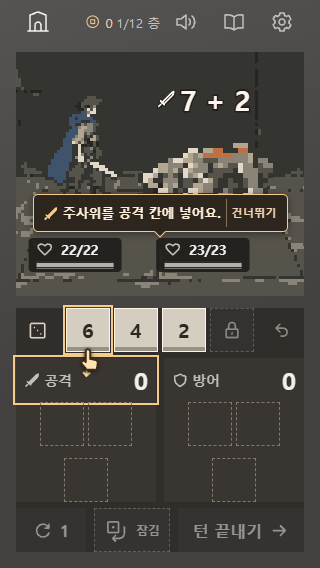 0 1/12 층
7 + 2
주사위를 공격 칸에 넣어요. 건너뛰기
22/22 23/23
6 4 2
공격 0 방어 0
1 잠김 턴 끝내기 →